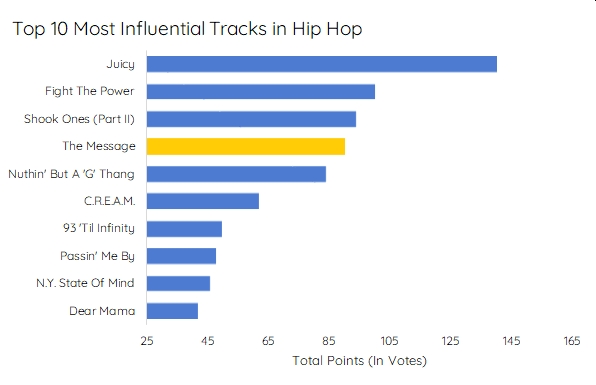 Top 10 Most Influential Tracks in Hip Hop
Juicy
Fight The Power
Shook Ones (Part II)
The Message
Nuthin' But A 'G' Thang
C.R.E.A.M.
93 'Til Infinity
Passin' Me By
N.Y. State Of Mind
Dear Mama
25 45 65 85 105 125 145 165
Total Points (In Votes)